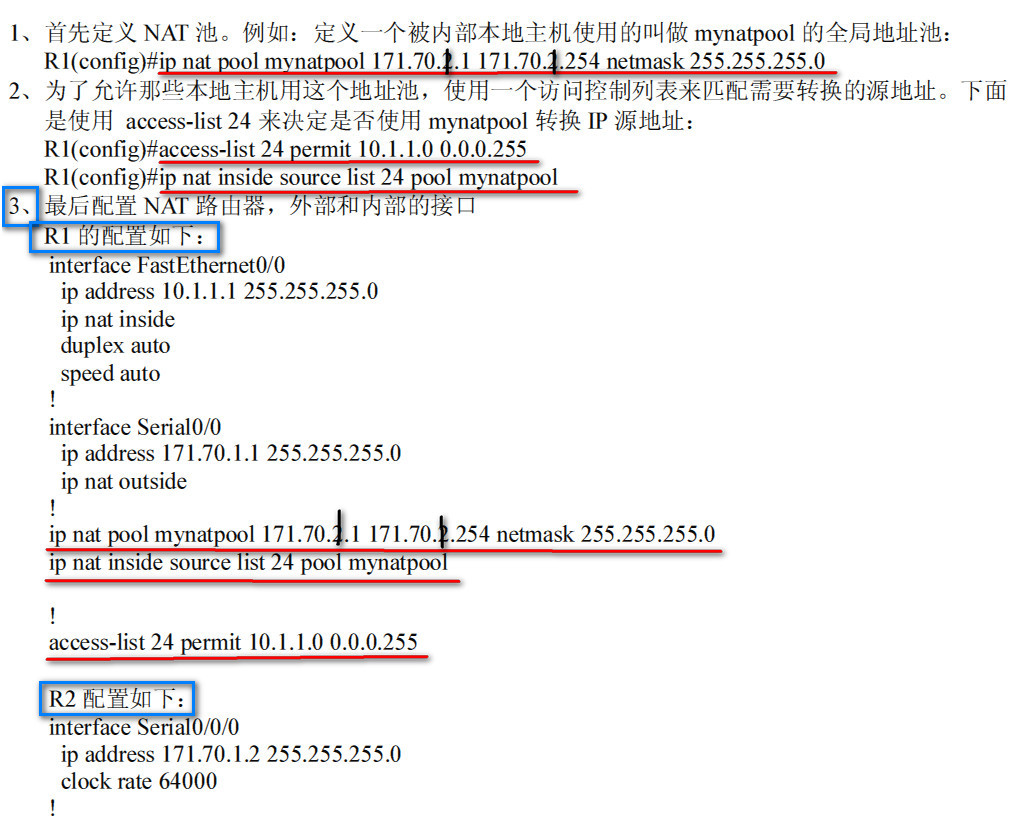 1、首先定义 NAT 池。例如：定义一个被内部本地主机使用的叫做 mynatpool 的全局地址池：
R1(config)#ip nat pool mynatpool 171.70.2.1 171.70.2.254 netmask 255.255.255.0
2、为了允许那些本地主机用这个地址池，使用一个访问控制列表来匹配需要转换的源地址。下面
是使用 access-list 24 来决定是否使用 mynatpool 转换 IP 源地址：
R1(config)#access-list 24 permit 10.1.1.0 0.0.0.255
R1(config)#ip nat inside source list 24 pool mynatpool
3、最后配置 NAT 路由器，外部和内部的接口
R1 的配置如下：
interface FastEthernet0/0
ip address 10.1.1.1 255.255.255.0
ip nat inside
duplex auto
speed auto
!
interface Serial0/0
ip address 171.70.1.1 255.255.255.0
ip nat outside
!
ip nat pool mynatpool 171.70.2.1 171.70.2.254 netmask 255.255.255.0
ip nat inside source list 24 pool mynatpool
!
access-list 24 permit 10.1.1.0 0.0.0.255
R2 配置如下：
interface Serial0/0/0
ip address 171.70.1.2 255.255.255.0
clock rate 64000
!